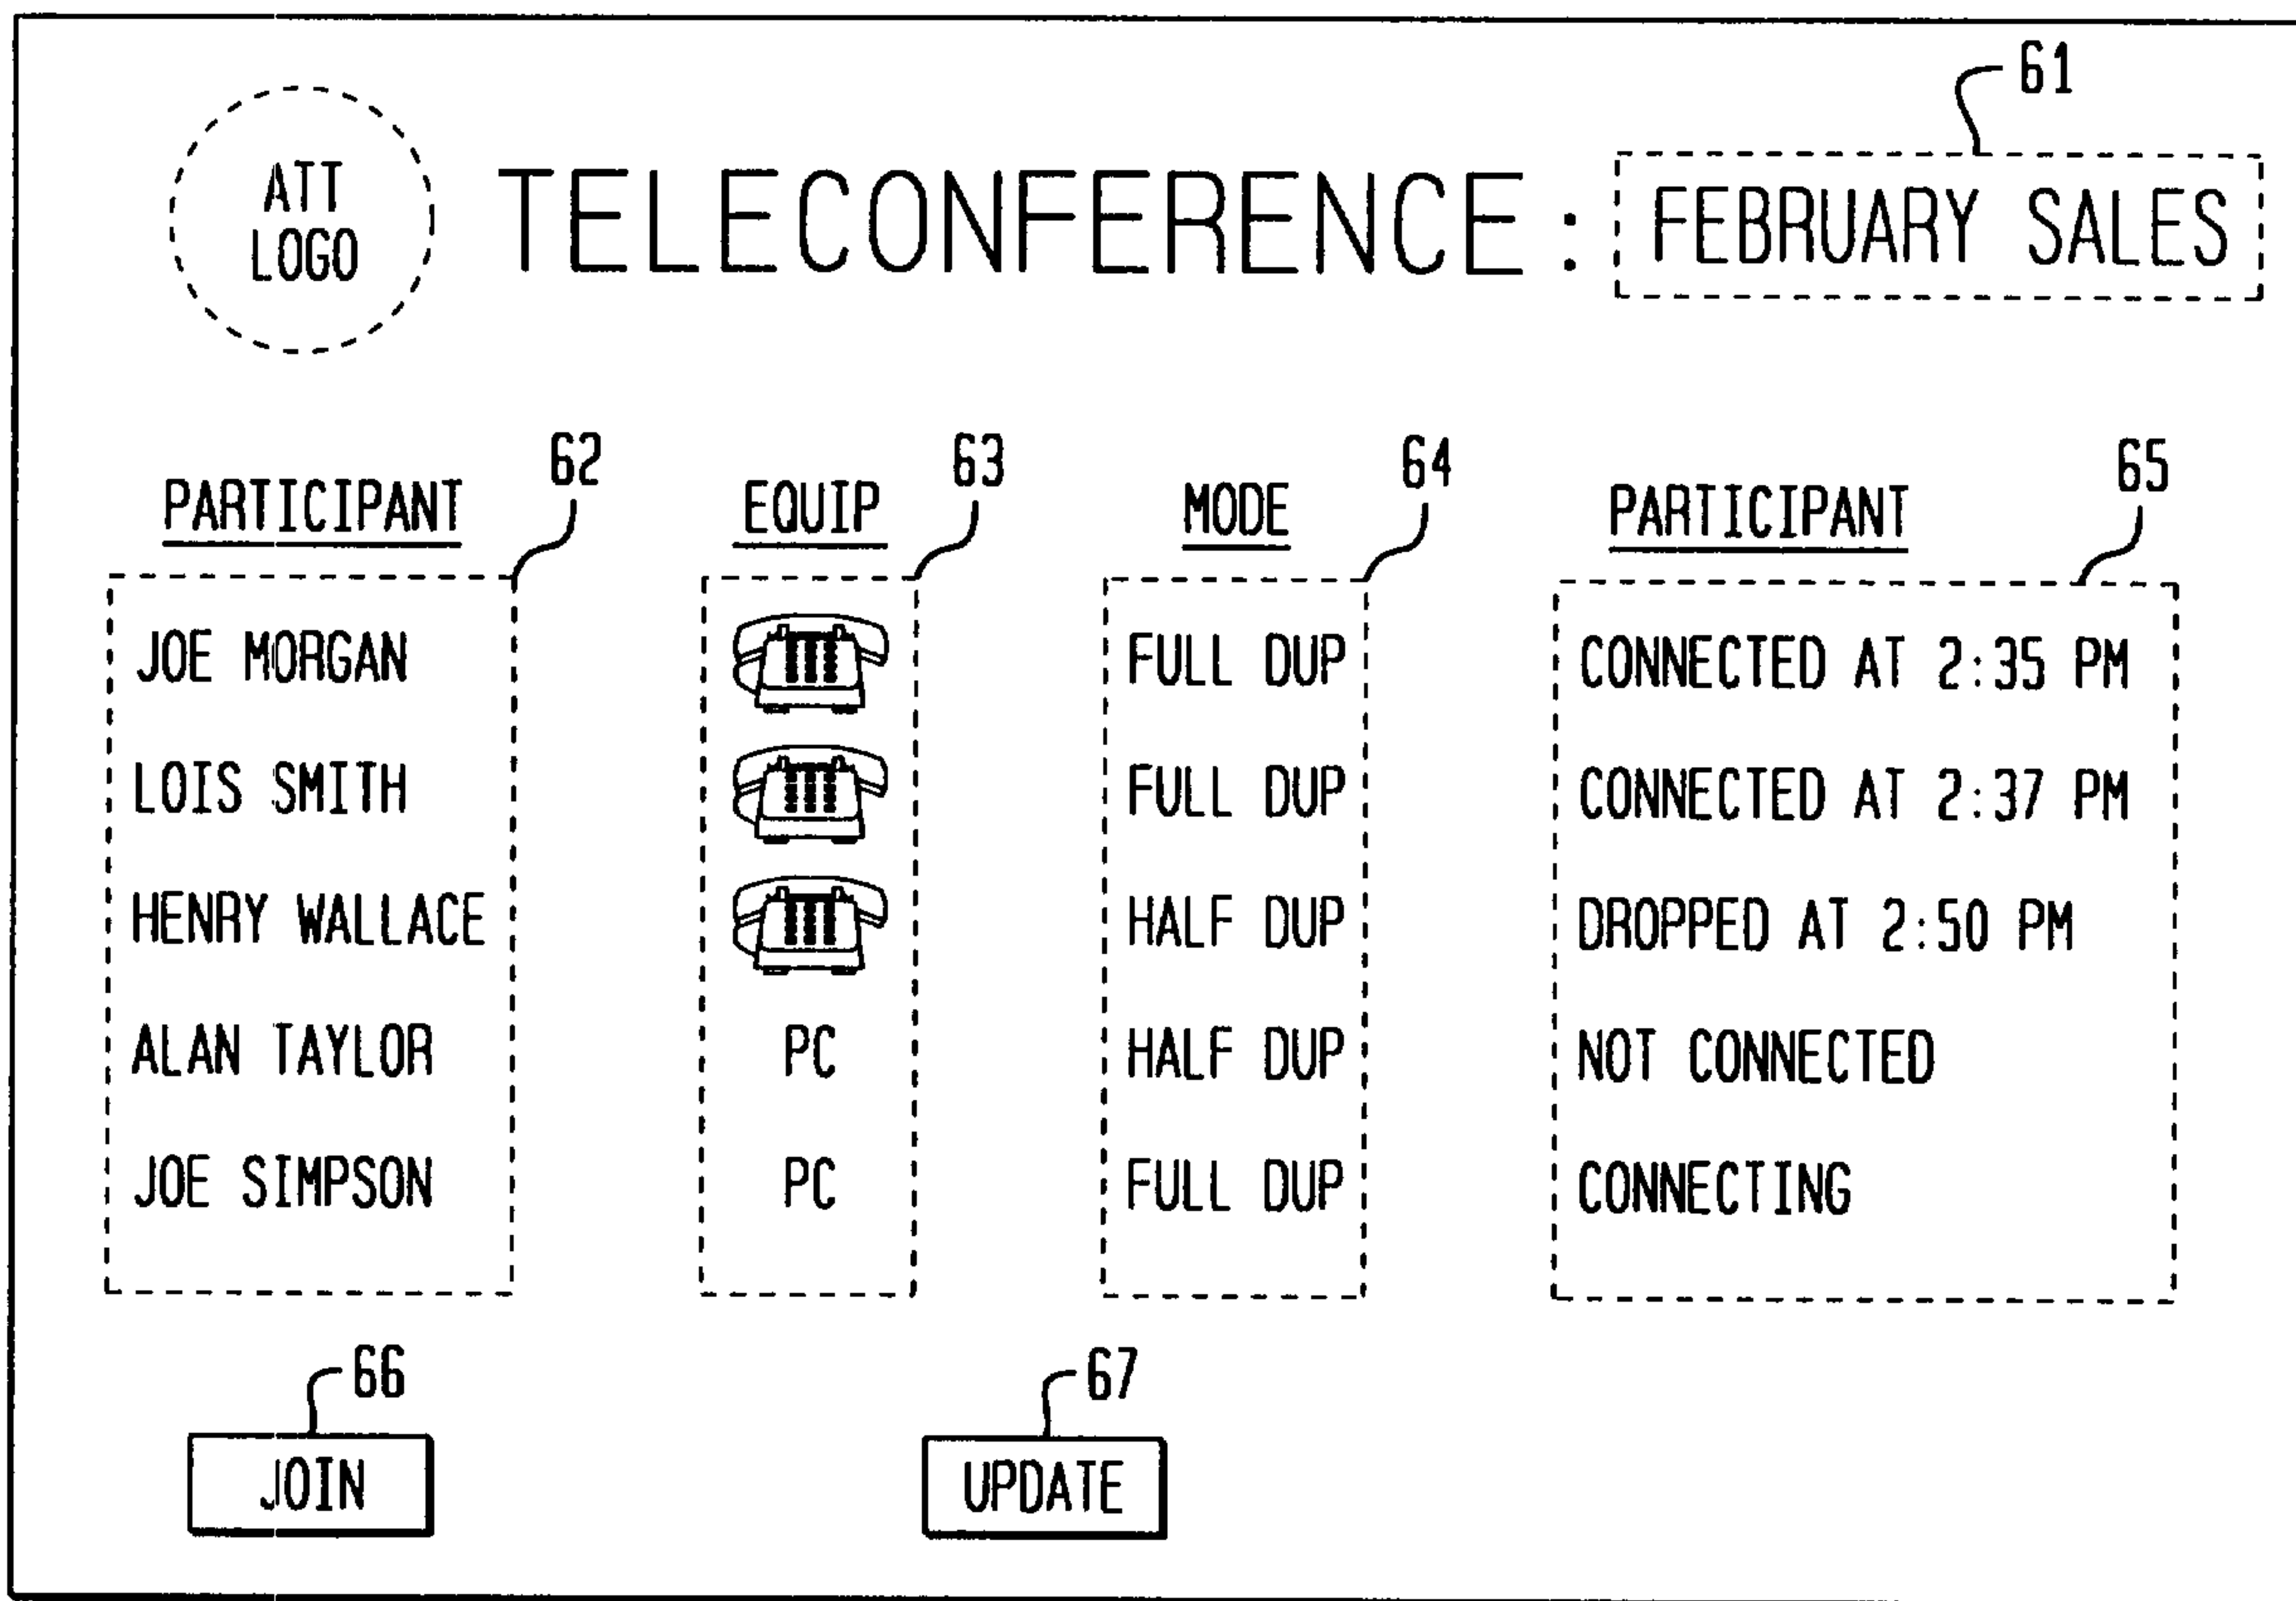 61
ATT
LOGO
TELECONFERENCE: FEBRUARY SALES
62 63 64 65
PARTICIPANT EQUIP MODE PARTICIPANT
JOE MORGAN FULL DUP CONNECTED AT 2:35 PM
LOIS SMITH FULL DUP CONNECTED AT 2:37 PM
HENRY WALLACE HALF DUP DROPPED AT 2:50 PM
ALAN TAYLOR PC HALF DUP NOT CONNECTED
JOE SIMPSON PC FULL DUP CONNECTING
66 67
JOIN UPDATE